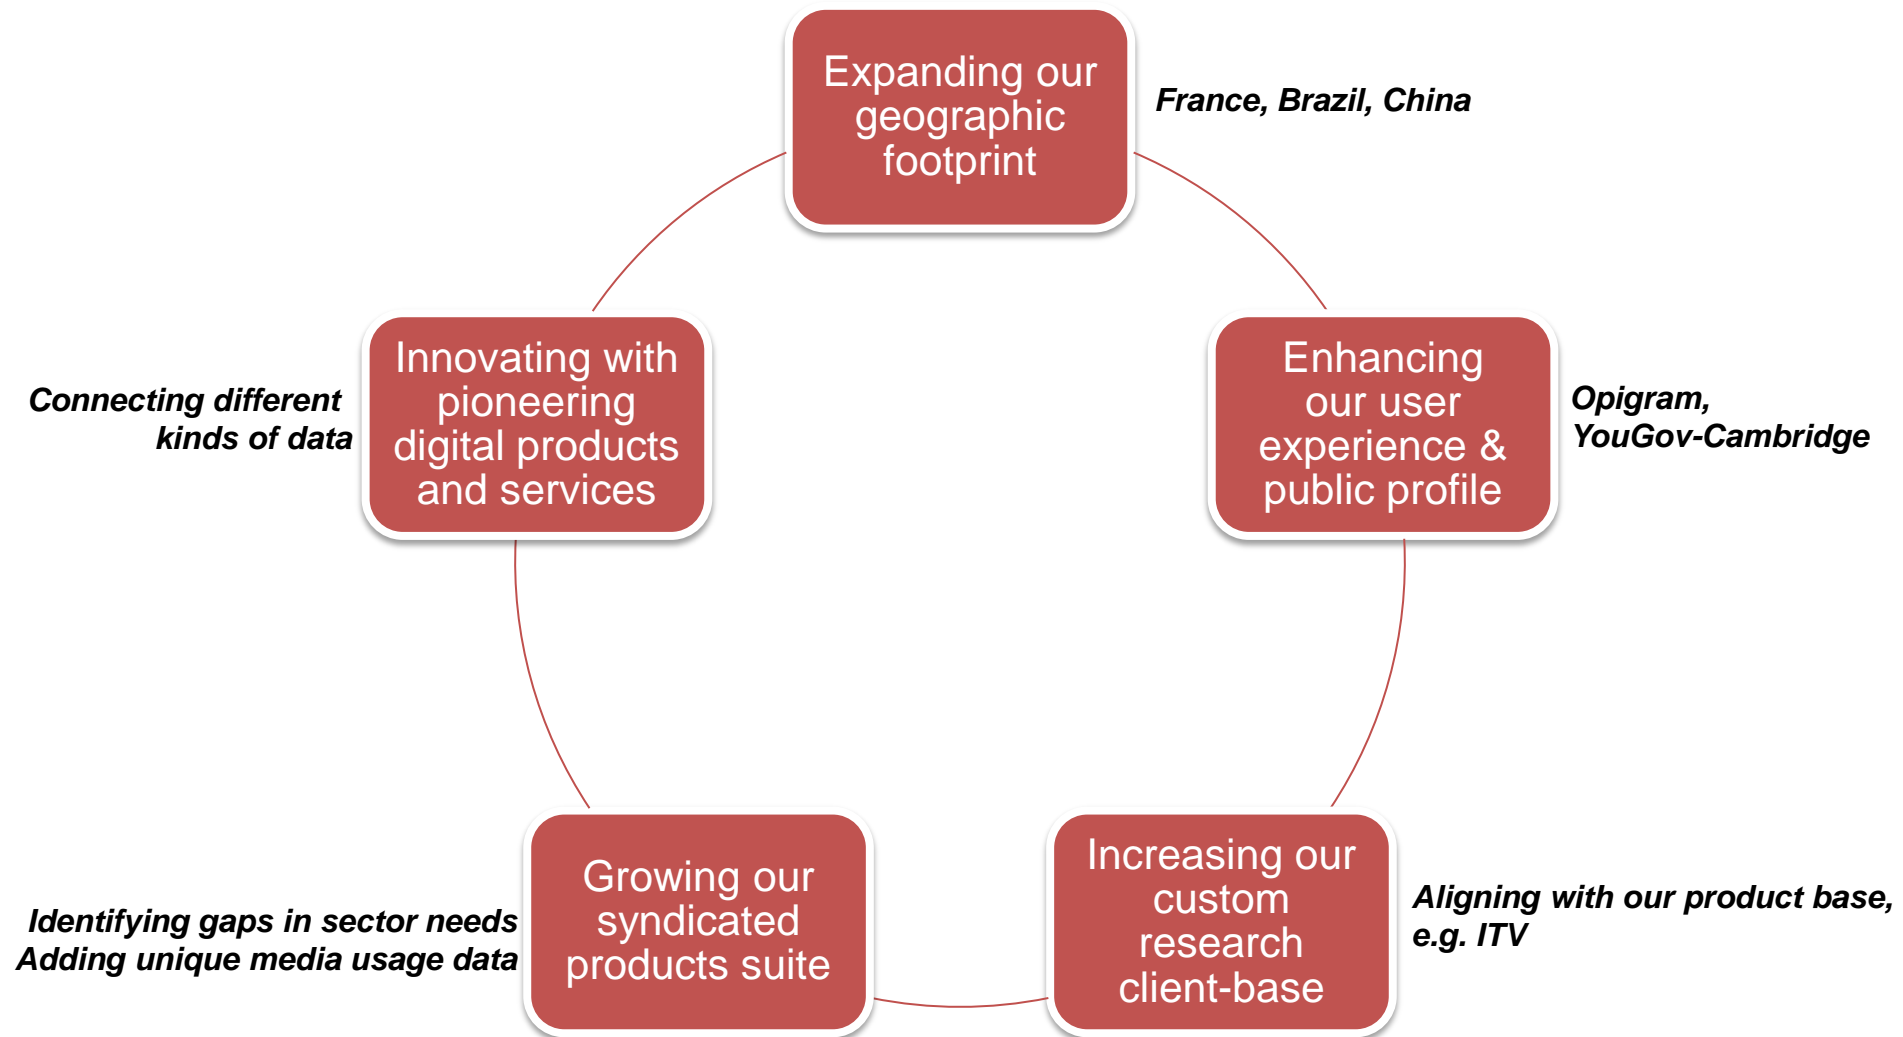 Expanding our
geographic
footprint
France, Brazil, China
Innovating with
pioneering
digital products
and services
Connecting different
kinds of data
Enhancing
our user
experience &
public profile
Opigram,
YouGov-Cambridge
Growing our
syndicated
products suite
Identifying gaps in sector needs
Adding unique media usage data
Increasing our
custom
research
client-base
Aligning with our product base,
e.g. ITV